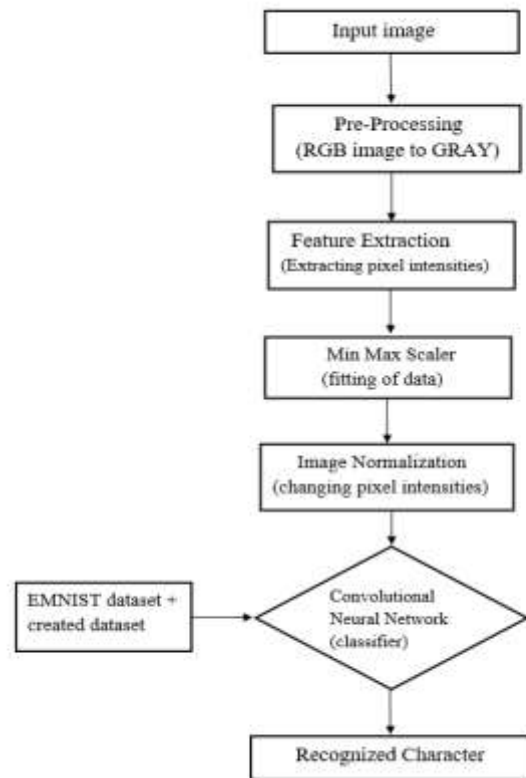 Input image
Pre-Processing
(RGB image to GRAY)
Feature Extraction
(Extracting pixel intensities)
Min Max Scaler
(fitting of data)
Image Normalization
(changing pixel intensities)
EMNIST dataset +
created dataset
Convolutional
Neural Network
(classifier)
Recognized Character